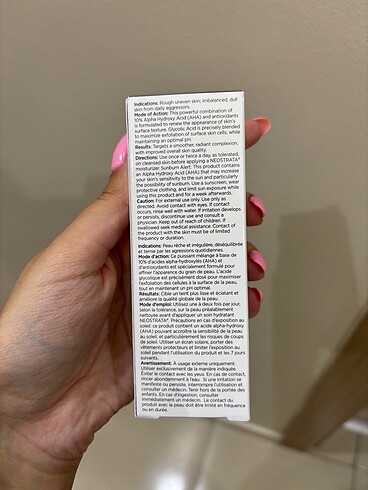 Indications: Rough uneven skin; imbalanced, dull
skin from daily aggressors.
Mode of Action: This powerful combination of
10% Alpha Hydroxy Acid (AHA) and antioxidants
is formulated to renew the appearance of skin's
surface texture. Glycolic Acid is precisely blended
to maximize exfoliation of surface skin cells, while
maintaining an optimal pH.
Results: Targets a smoother, radiant complexion,
with improved overall skin quality.
Directions: Use once or twice a day, as tolerated,
on cleansed skin before applying a NEOSTRATA®
moisturizer. Sunburn Alert: This product contains
an Alpha Hydroxy Acid (AHA) that may increase
your skin's sensitivity to the sun and particularly
the possibility of sunburn. Use a sunscreen, wear
protective clothing, and limit sun exposure while
using this product and for a week afterwards.
Caution: For external use only. Use only as
directed. Avoid contact with eyes. If contact
occurs, rinse well with water. If irritation develops
or persists, discontinue use and consult a
physician. Keep out of reach of children. If
swallowed seek medical assistance. Contact of
the product with the skin must be of limited
frequency or duration.
Indications: Peau rêche et irrégulière, déséquilibrée
et ternie par les agressions quotidiennes.
Mode d'action: Ce puissant mélange à base de
10% d'acides alpha-hydroxylés (AHA) et
d'antioxydants est spécialement formulé pour
affiner l'apparence du grain de peau. L'acide
glycolique est précisément dosé pour maximiser
l'exfoliation des cellules à la surface de la peau,
tout en maintenant un pH optimal.
Résultats: Cible un teint plus lisse et éclatant et
améliore la qualité globale de la peau.
Mode d'emploi: Utilisez une à deux fois par jour,
selon la tolérance, sur la peau préalablement
nettoyée avant d'appliquer un soin hydratant
NEOSTRATA®. Précautions en cas d'exposition au
soleil: ce produit contient un acide alpha-hydroxylé
(AHA) pouvant accroître la sensibilité de la peau
au soleil, et particulièrement les risques de coups
de soleil. Utiliser un écran solaire, porter des
vêtements protecteurs et limiter l'exposition au
soleil pendant l'utilisation du produit et les 7 jours
suivants.
Avertissement: À usage externe uniquement.
Utiliser exclusivement de la manière indiquée.
Éviter le contact avec les yeux. En cas de contact,
rincer abondamment à l'eau. Si une irritation se
manifeste ou persiste, interrompre l'utilisation et
consulter un médecin. Tenir hors de la portée des
enfants. En cas d'ingestion, consulter
immédiatement un médecin. Le contact du
produit avec la peau doit être limité en fréquence
ou en durée.